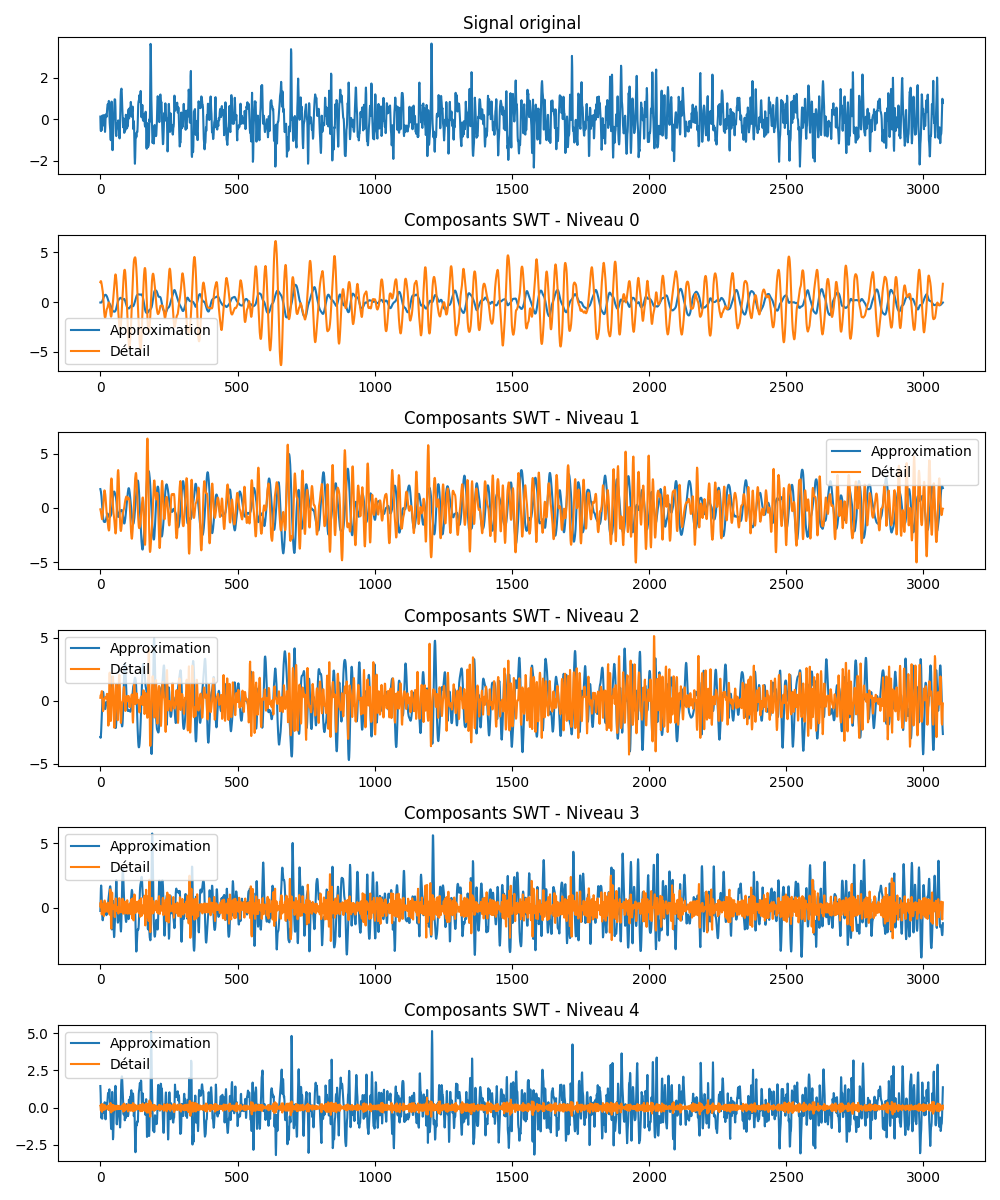 Signal original
2
0
−2
0 500 1000 1500 2000 2500 3000
Composants SWT - Niveau 0
5
0
−5
Approximation
Détail
0 500 1000 1500 2000 2500 3000
Composants SWT - Niveau 1
5
0
−5
Approximation
Détail
0 500 1000 1500 2000 2500 3000
Composants SWT - Niveau 2
5
0
−5
Approximation
Détail
0 500 1000 1500 2000 2500 3000
Composants SWT - Niveau 3
5
0
Approximation
Détail
0 500 1000 1500 2000 2500 3000
Composants SWT - Niveau 4
5.0
2.5
0.0
−2.5
Approximation
Détail
0 500 1000 1500 2000 2500 3000